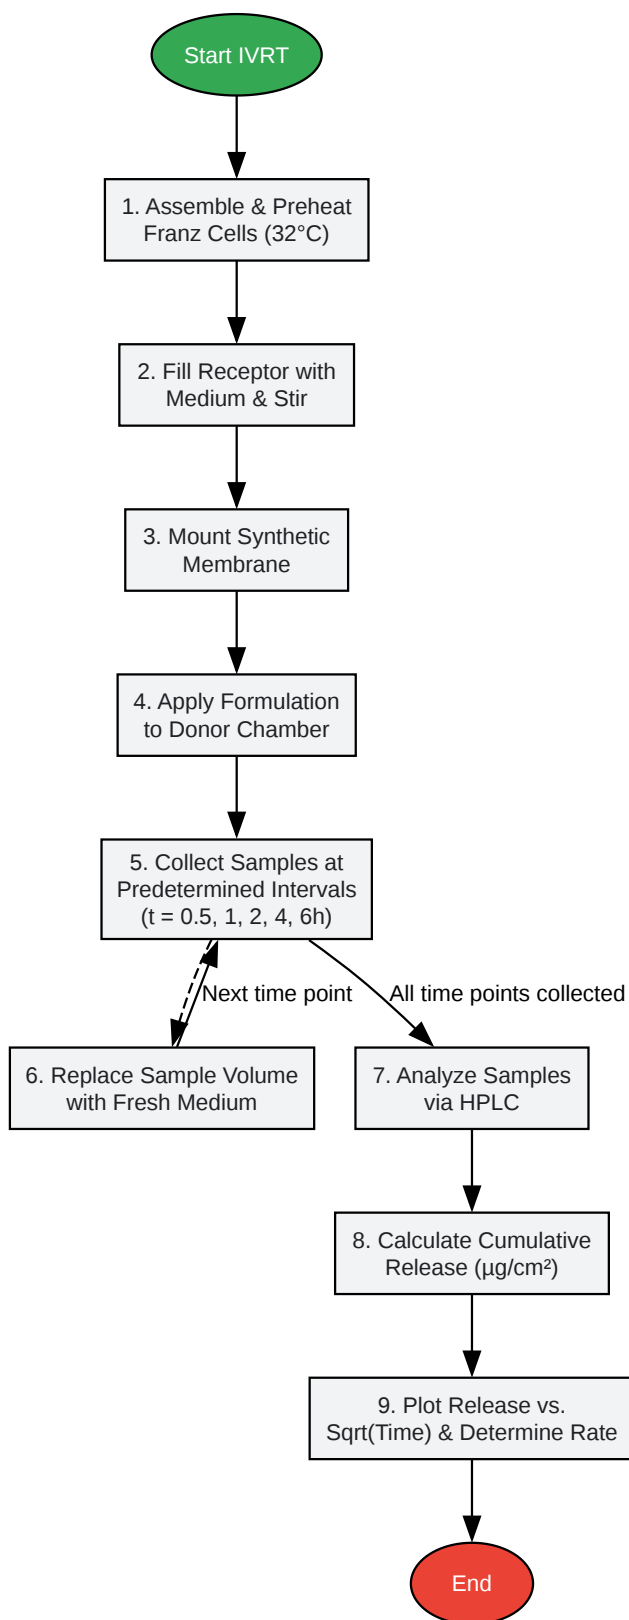 Start IVRT
1. Assemble & Preheat
Franz Cells (32°C)
2. Fill Receptor with
Medium & Stir
3. Mount Synthetic
Membrane
4. Apply Formulation
to Donor Chamber
5. Collect Samples at
Predetermined Intervals
(t = 0.5, 1, 2, 4, 6h)
Next time point
All time points collected
6. Replace Sample Volume
with Fresh Medium
7. Analyze Samples
via HPLC
8. Calculate Cumulative
Release (µg/cm²)
9. Plot Release vs.
Sqrt(Time) & Determine Rate
End